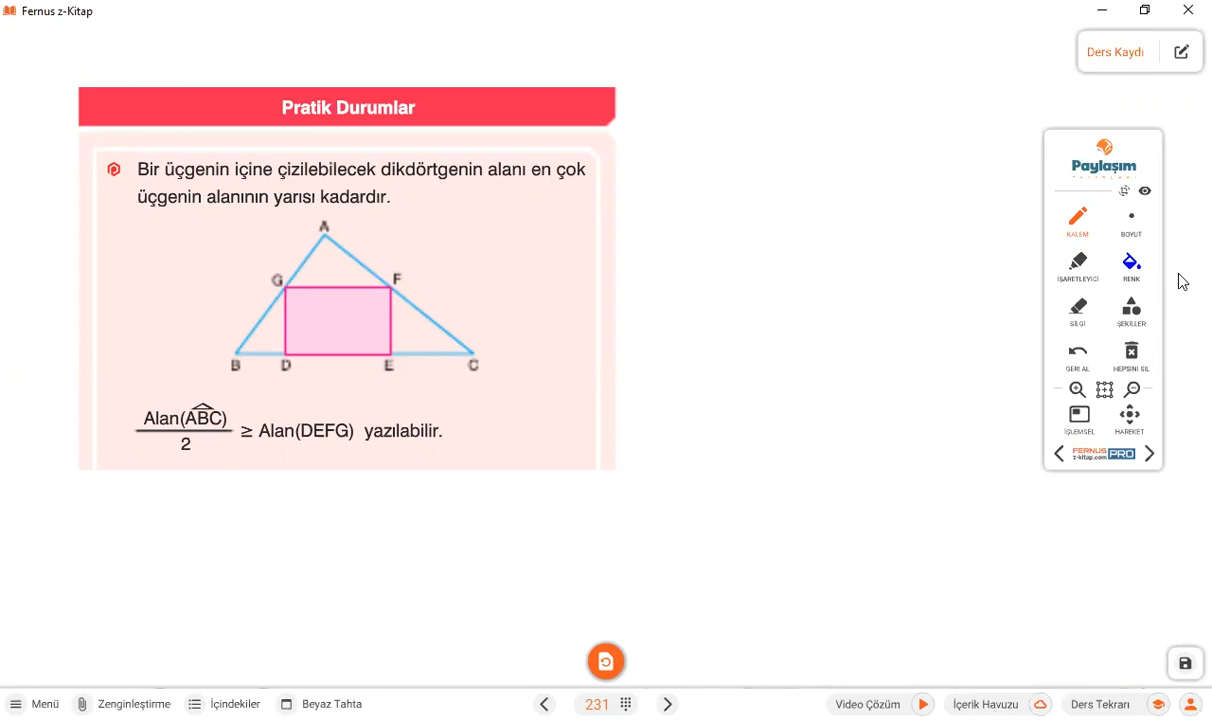 Fernus z-Kitap
Ders Kaydı
Pratik Durumlar
Bir üçgenin içine çizilebilecek dikdörtgenin alanı en çok
üçgenin alanının yarısı kadardır.
A
G F
B D E C
Alan(ABC)
2
≥ Alan(DEFG) yazılabilir.
Paylaşım
KALEM
BOYUT
İŞARETLEYİCİ
RENK
SİLGİ
ŞEKİLLER
GERİ AL
HEPSİNİ SİL
İŞLEMSEL
HAREKET
FERNUS
z-kitap.com
PRO
Menü
Zenginleştirme
İçindekiler
Beyaz Tahta
231
Video Çözüm
İçerik Havuzu
Ders Tekrarı